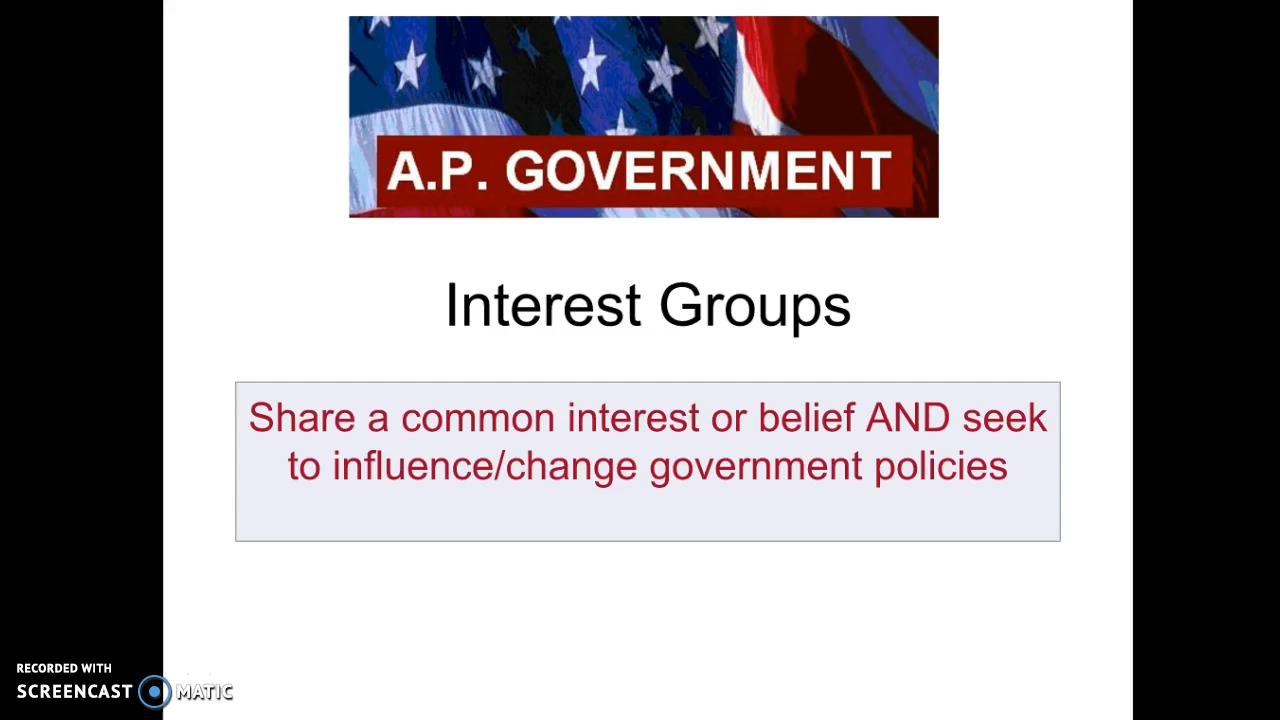 A.P. GOVERNMENT
Interest Groups
Share a common interest or belief AND seek
to influence/change government policies
RECORDED WITH
SCREENCAST MATIC